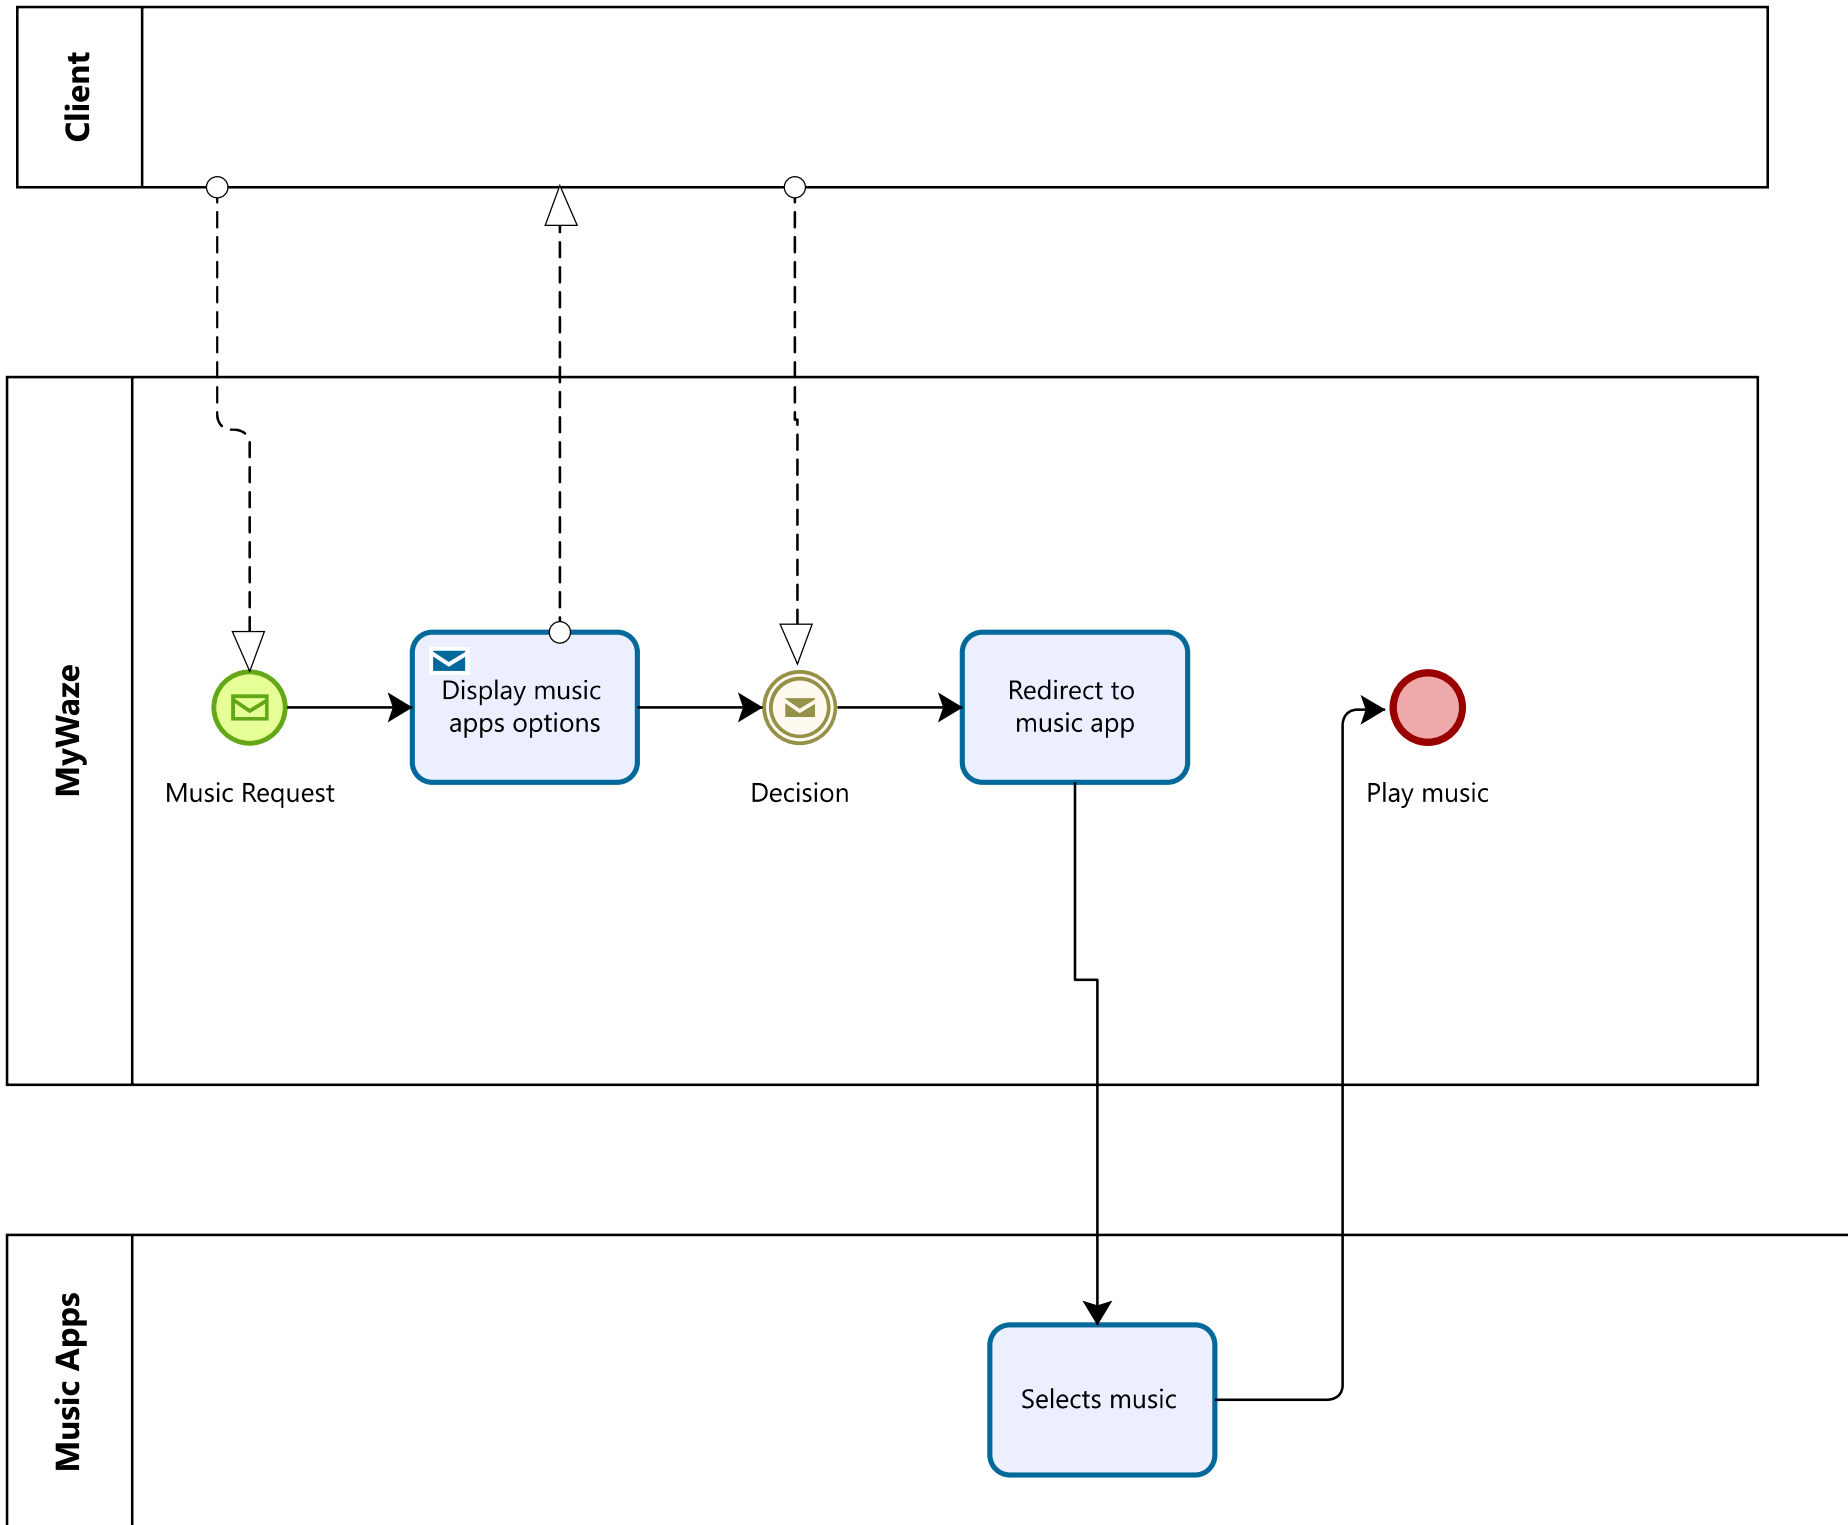 Client
MyWaze
Music Request
Display music
apps options
Decision
Redirect to
music app
Play music
Music Apps
Selects music